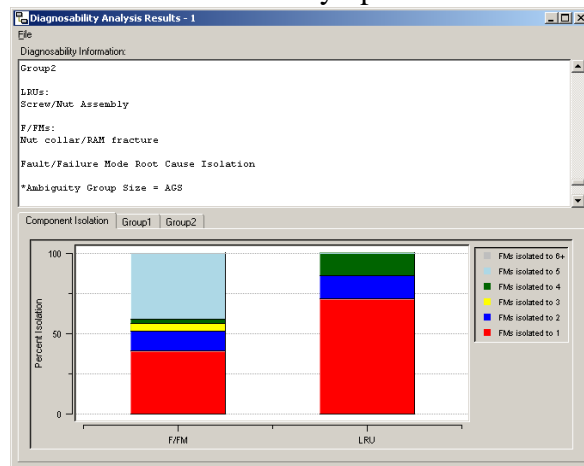 Diagnosability Analysis Results - 1
File
Diagnosability Information:
Group2
LRUs:
Screw/Nut Assembly
F/FMs:
Nut collar/RAM fracture
Fault/Failure Mode Root Cause Isolation
*Ambiguity Group Size = AGS
Component Isolation Group1 Group2
100
50
0
Percent Isolation
F/FM LRU
FMs isolated to 6+
FMs isolated to 5
FMs isolated to 4
FMs isolated to 3
FMs isolated to 2
FMs isolated to 1